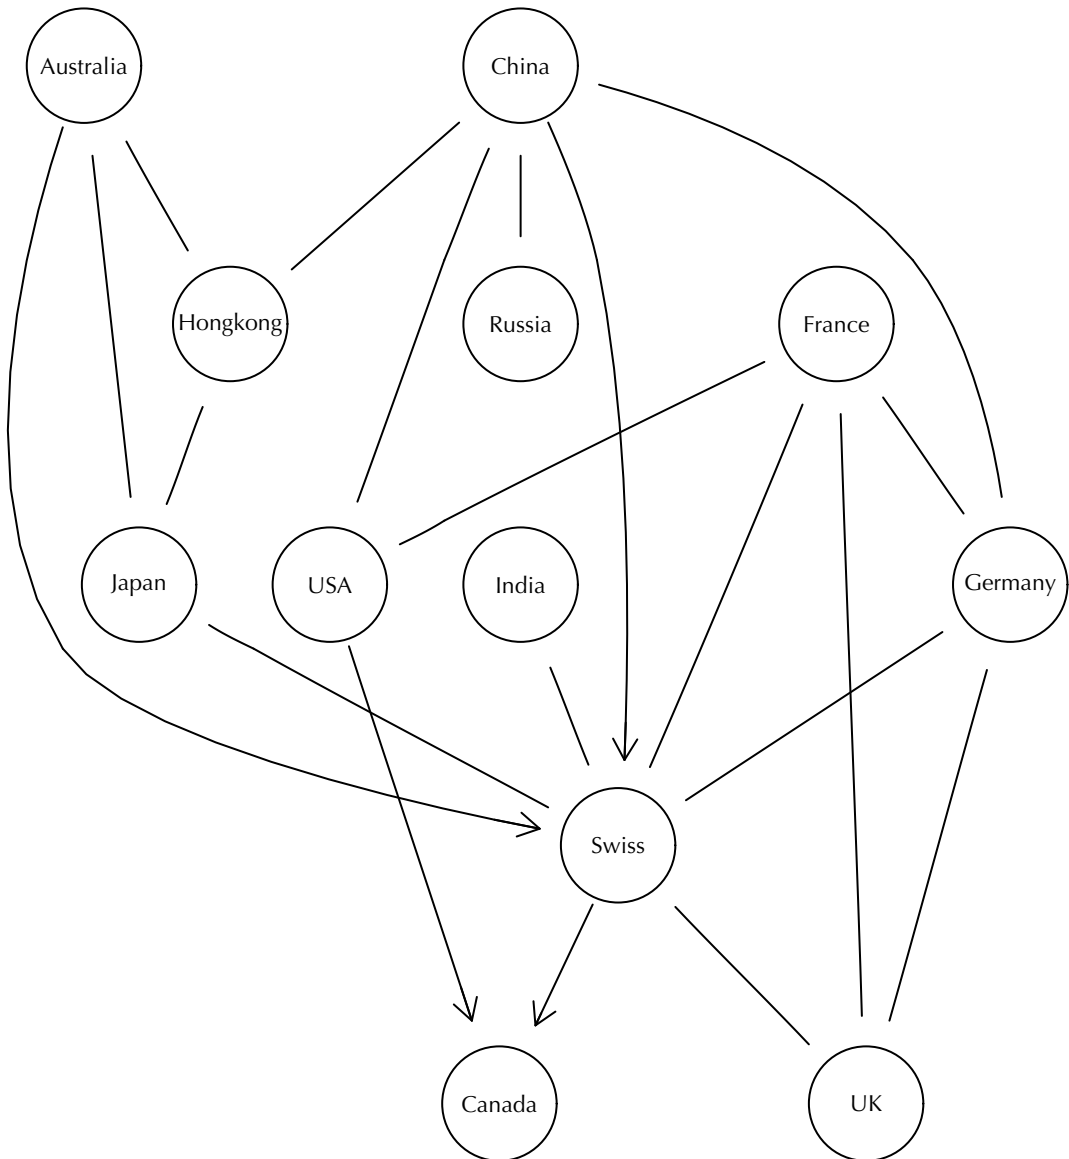 Australia
China
Hongkong
Russia
France
Japan
USA
India
Germany
Swiss
Canada
UK